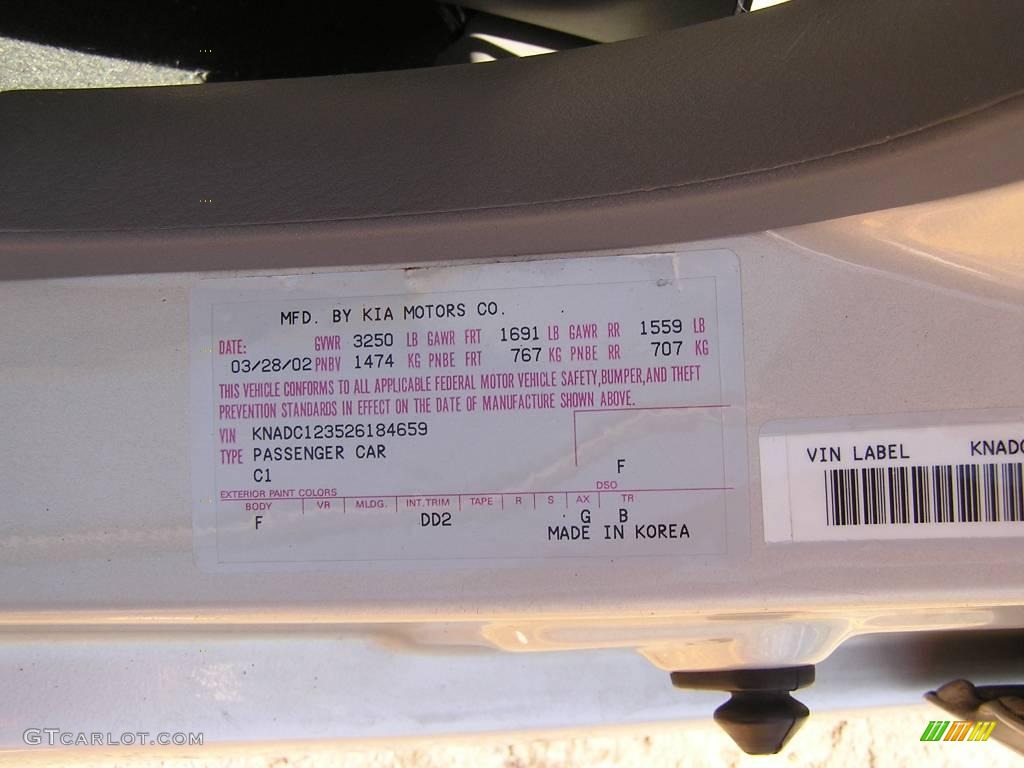 MFD. BY KIA MOTORS CO.
DATE: GVWR 3250 LB GAWR FRT 1691 LB GAWR RR 1559 LB
03/28/02 PNBV 1474 KG PNBE FRT 767 KG PNBE RR 707 KG
THIS VEHICLE CONFORMS TO ALL APPLICABLE FEDERAL MOTOR VEHICLE SAFETY,BUMPER,AND THEFT
PREVENTION STANDARDS IN EFFECT ON THE DATE OF MANUFACTURE SHOWN ABOVE.
VIN KNADC123526184659
TYPE PASSENGER CAR
C1 F
EXTERIOR PAINT COLORS DSO
BODY VR MLDG. INT.TRIM TAPE R S AX TR
F DD2 G B
MADE IN KOREA
VIN LABEL KNADC
GTCARLOT.COM